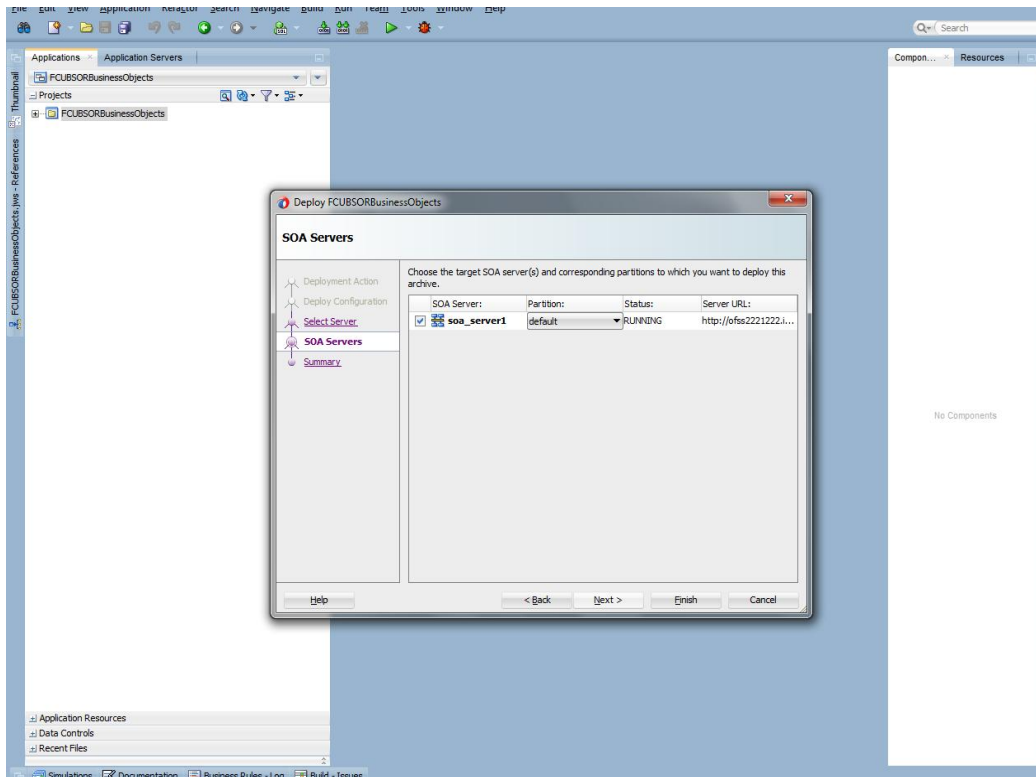 File Edit View Application Refactor Search Navigate Build Run Team Tools Window Help
Search
Applications Application Servers
Compon... Resources
FCUBSORBusinessObjects
Projects
FCUBSORBusinessObjects
Thumbnail
FCUBSORBusinessObjects.jws - References
Deploy FCUBSORBusinessObjects
SOA Servers
Deployment Action
Deploy Configuration
Select Server
SOA Servers
Summary
Choose the target SOA server(s) and corresponding partitions to which you want to deploy this
archive.
SOA Server: Partition: Status: Server URL:
soa_server1 default RUNNING http://ofss2221222.i...
No Components
Help < Back Next > Finish Cancel
Application Resources
Data Controls
Recent Files
Simulations Documentation Business Rules - Log Build - Issues